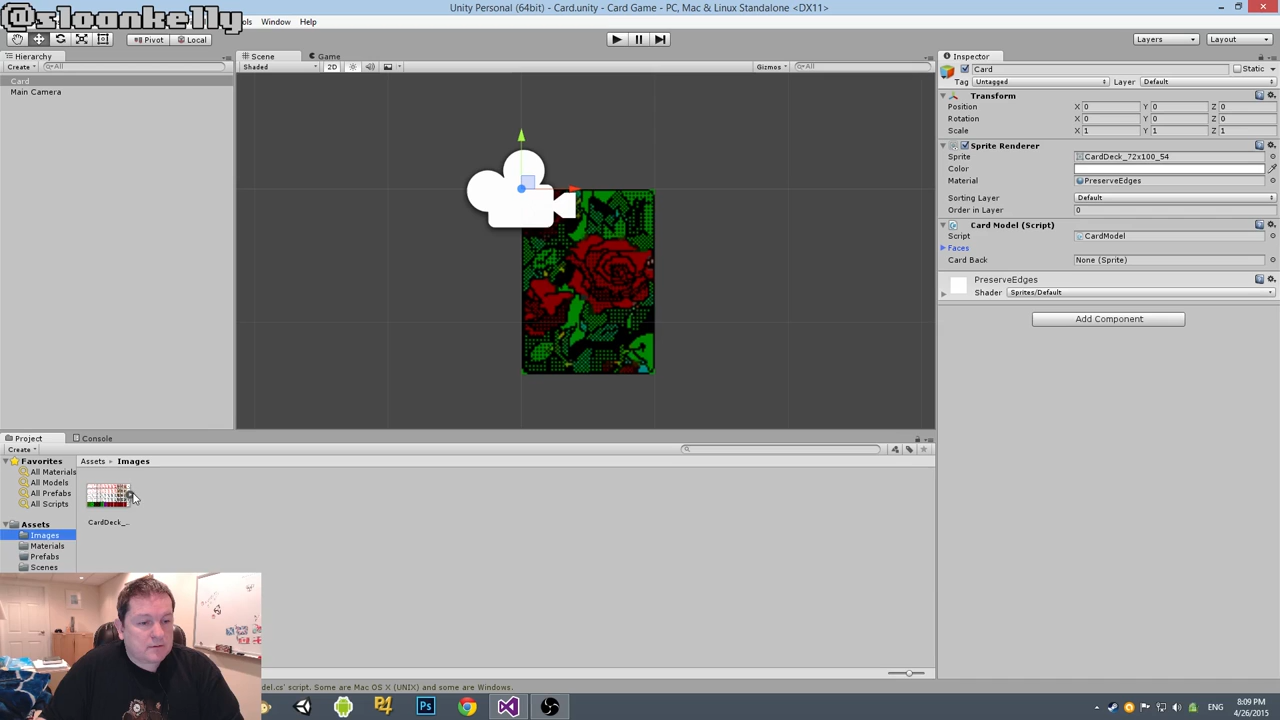 @sloankelly
Unity Personal (64bit) - Card.unity - Card Game - PC, Mac & Linux Standalone <DX11>
Window Help
Pivot Local Layers Layout
Hierarchy Scene Game Inspector
Create All Shaded 2D Gizmos All Card Static
Card Tag Untagged Layer Default
Main Camera Transform
Position X 0 Y 0 Z 0
Rotation X 0 Y 0 Z 0
Scale X 1 Y 1 Z 1
Sprite Renderer
Sprite CardDeck_72x100_54
Color
Material PreserveEdges
Sorting Layer Default
Order in Layer 0
Card Model (Script)
Script CardModel
Faces
Card Back None (Sprite)
PreserveEdges
Shader Sprites/Default
Add Component
Project Console
Create
Favorites Assets Images
All Materials
All Models
All Prefabs
All Scripts
CardDeck_...
Assets
Images
Materials
Prefabs
Scenes
del.cs' script. Some are Mac OS X (UNIX) and some are Windows.
Ps ENG 8:09 PM
4/26/2015